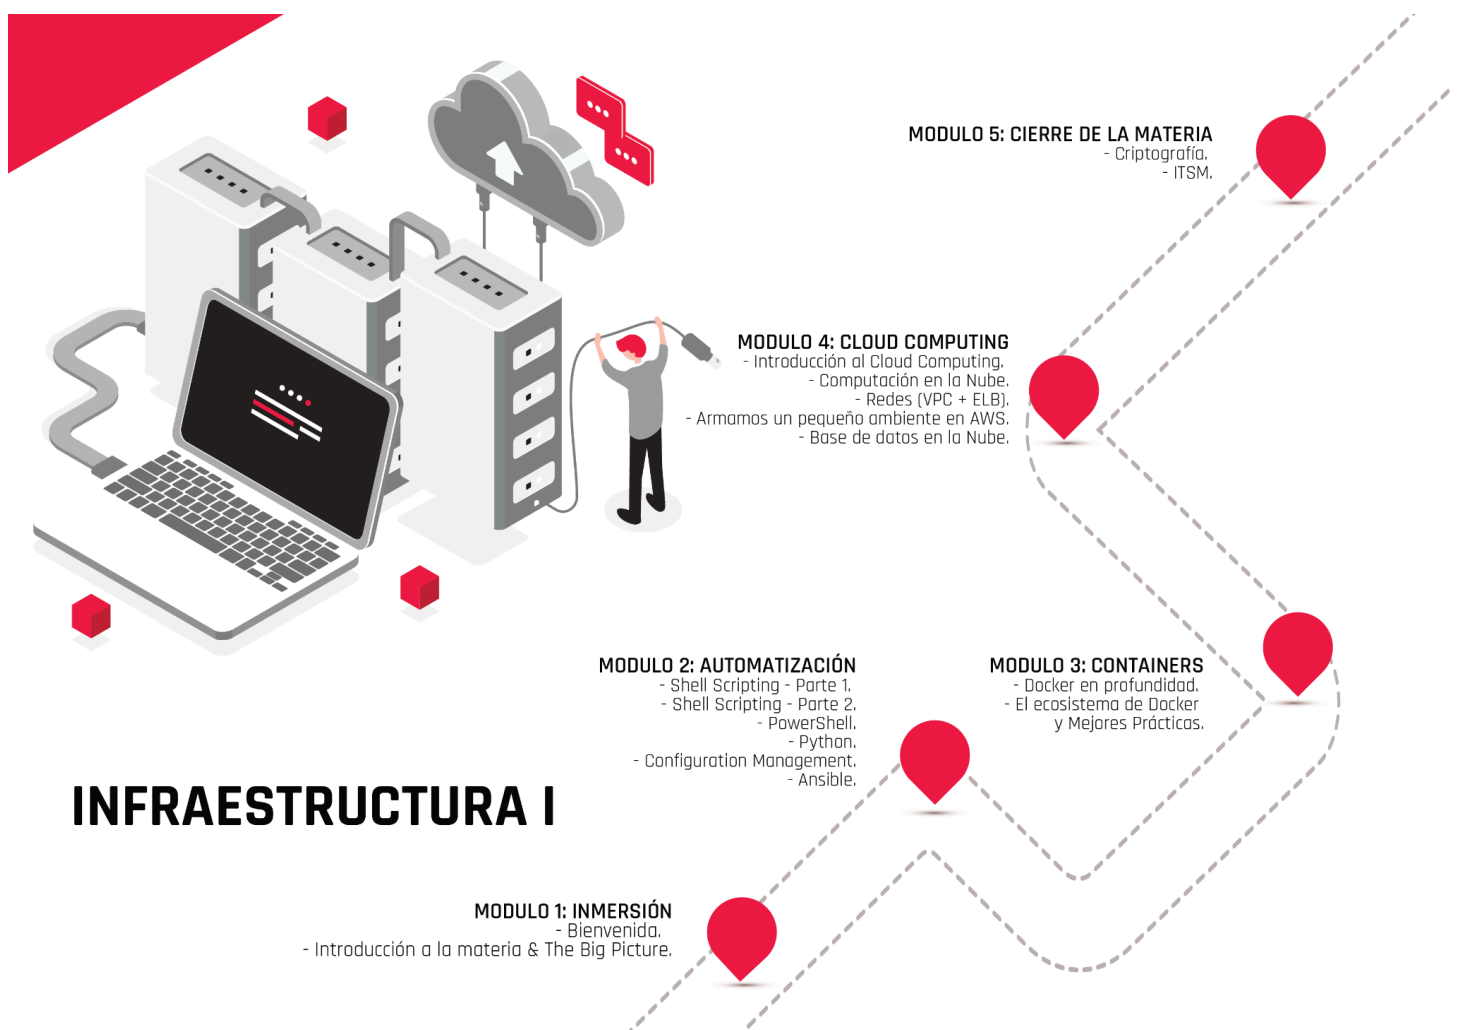 MODULO 5: CIERRE DE LA MATERIA
- Criptografía.
- ITSM.
MODULO 4: CLOUD COMPUTING
- Introducción al Cloud Computing.
- Computación en la Nube.
- Redes (VPC + ELB).
- Armamos un pequeño ambiente en AWS.
- Base de datos en la Nube.
MODULO 2: AUTOMATIZACIÓN
- Shell Scripting - Parte 1.
- Shell Scripting - Parte 2.
- PowerShell.
- Python.
- Configuration Management.
- Ansible.
MODULO 3: CONTAINERS
- Docker en profundidad.
- El ecosistema de Docker
y Mejores Prácticas.
INFRAESTRUCTURA I
MODULO 1: INMERSIÓN
- Bienvenida.
- Introducción a la materia & The Big Picture.